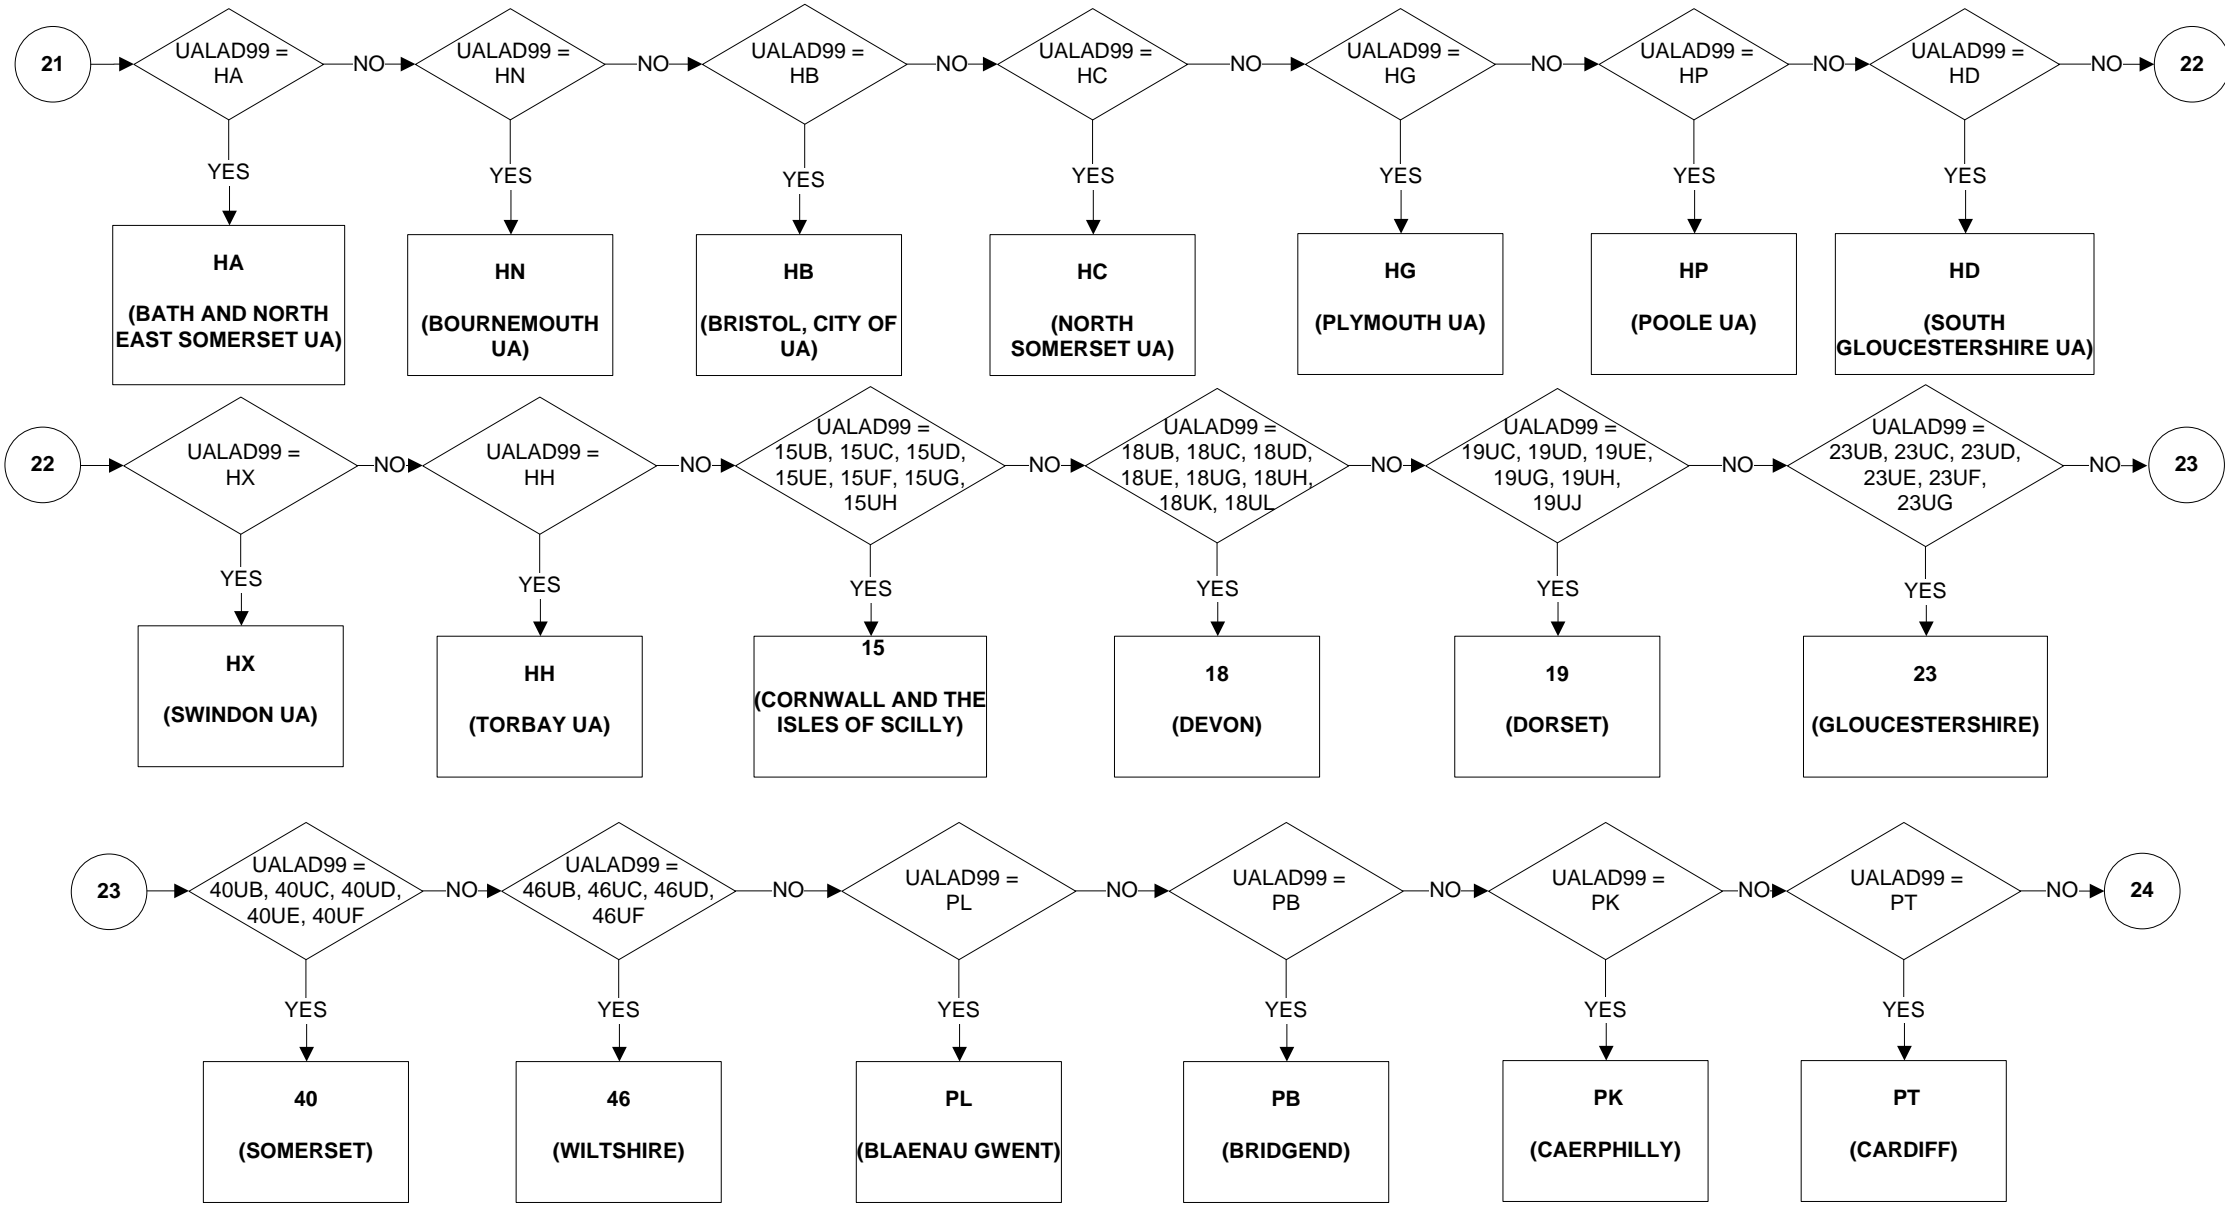 21
UALAD99 =
HA
NO
UALAD99 =
HN
NO
UALAD99 =
HB
NO
UALAD99 =
HC
NO
UALAD99 =
HG
NO
UALAD99 =
HP
NO
UALAD99 =
HD
NO
22
YES
YES
YES
YES
YES
YES
YES
HA
(BATH AND NORTH
EAST SOMERSET UA)
HN
(BOURNEMOUTH
UA)
HB
(BRISTOL, CITY OF
UA)
HC
(NORTH
SOMERSET UA)
HG
(PLYMOUTH UA)
HP
(POOLE UA)
HD
(SOUTH
GLOUCESTERSHIRE UA)
22
UALAD99 =
HX
NO
UALAD99 =
HH
NO
UALAD99 =
15UB, 15UC, 15UD,
15UE, 15UF, 15UG,
15UH
NO
UALAD99 =
18UB, 18UC, 18UD,
18UE, 18UG, 18UH,
18UK, 18UL
NO
UALAD99 =
19UC, 19UD, 19UE,
19UG, 19UH,
19UJ
NO
UALAD99 =
23UB, 23UC, 23UD,
23UE, 23UF,
23UG
NO
23
YES
YES
YES
YES
YES
YES
HX
(SWINDON UA)
HH
(TORBAY UA)
15
(CORNWALL AND THE
ISLES OF SCILLY)
18
(DEVON)
19
(DORSET)
23
(GLOUCESTERSHIRE)
23
UALAD99 =
40UB, 40UC, 40UD,
40UE, 40UF
NO
UALAD99 =
46UB, 46UC, 46UD,
46UF
NO
UALAD99 =
PL
NO
UALAD99 =
PB
NO
UALAD99 =
PK
NO
UALAD99 =
PT
NO
24
YES
YES
YES
YES
YES
YES
40
(SOMERSET)
46
(WILTSHIRE)
PL
(BLAENAU GWENT)
PB
(BRIDGEND)
PK
(CAERPHILLY)
PT
(CARDIFF)